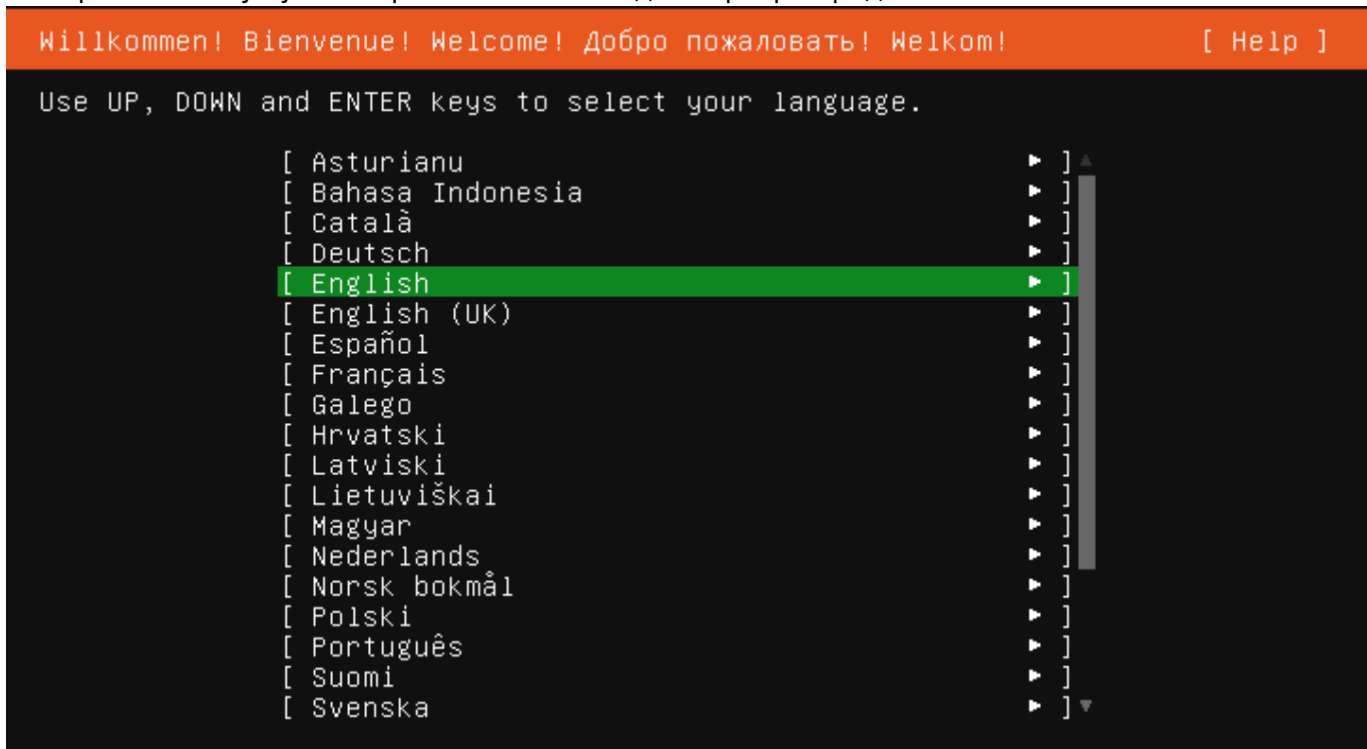 Willkommen! Bienvenue! Welcome! Добро пожаловать! Welkom! [ Help ]
Use UP, DOWN and ENTER keys to select your language.
[ Asturianu ► ]
[ Bahasa Indonesia ► ]
[ Català ► ]
[ Deutsch ► ]
[ English ► ]
[ English (UK) ► ]
[ Español ► ]
[ Français ► ]
[ Galego ► ]
[ Hrvatski ► ]
[ Latviski ► ]
[ Lietuviškai ► ]
[ Magyar ► ]
[ Nederlands ► ]
[ Norsk bokmål ► ]
[ Polski ► ]
[ Português ► ]
[ Suomi ► ]
[ Svenska ► ]